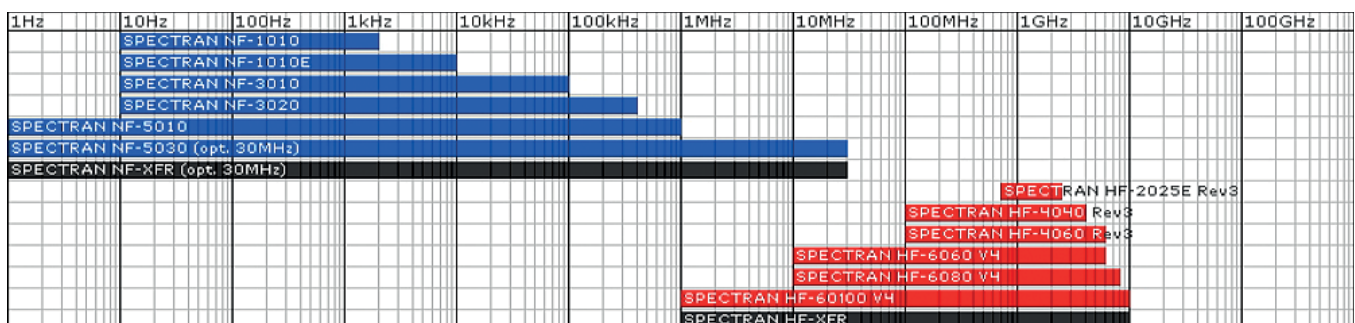 1Hz 10Hz 100Hz 1kHz 10kHz 100kHz 1MHz 10MHz 100MHz 1GHz 10GHz 100GHz
SPECTRAN NF-1010
SPECTRAN NF-1010E
SPECTRAN NF-3010
SPECTRAN NF-3020
SPECTRAN NF-5010
SPECTRAN NF-5030 (opt. 30MHz)
SPECTRAN NF-XFR (opt. 30MHz)
SPECTRAN HF-2025E Rev3
SPECTRAN HF-4040 Rev3
SPECTRAN HF-4060 Rev3
SPECTRAN HF-6060 V4
SPECTRAN HF-6080 V4
SPECTRAN HF-60100 V4
SPECTRAN HF-XFR